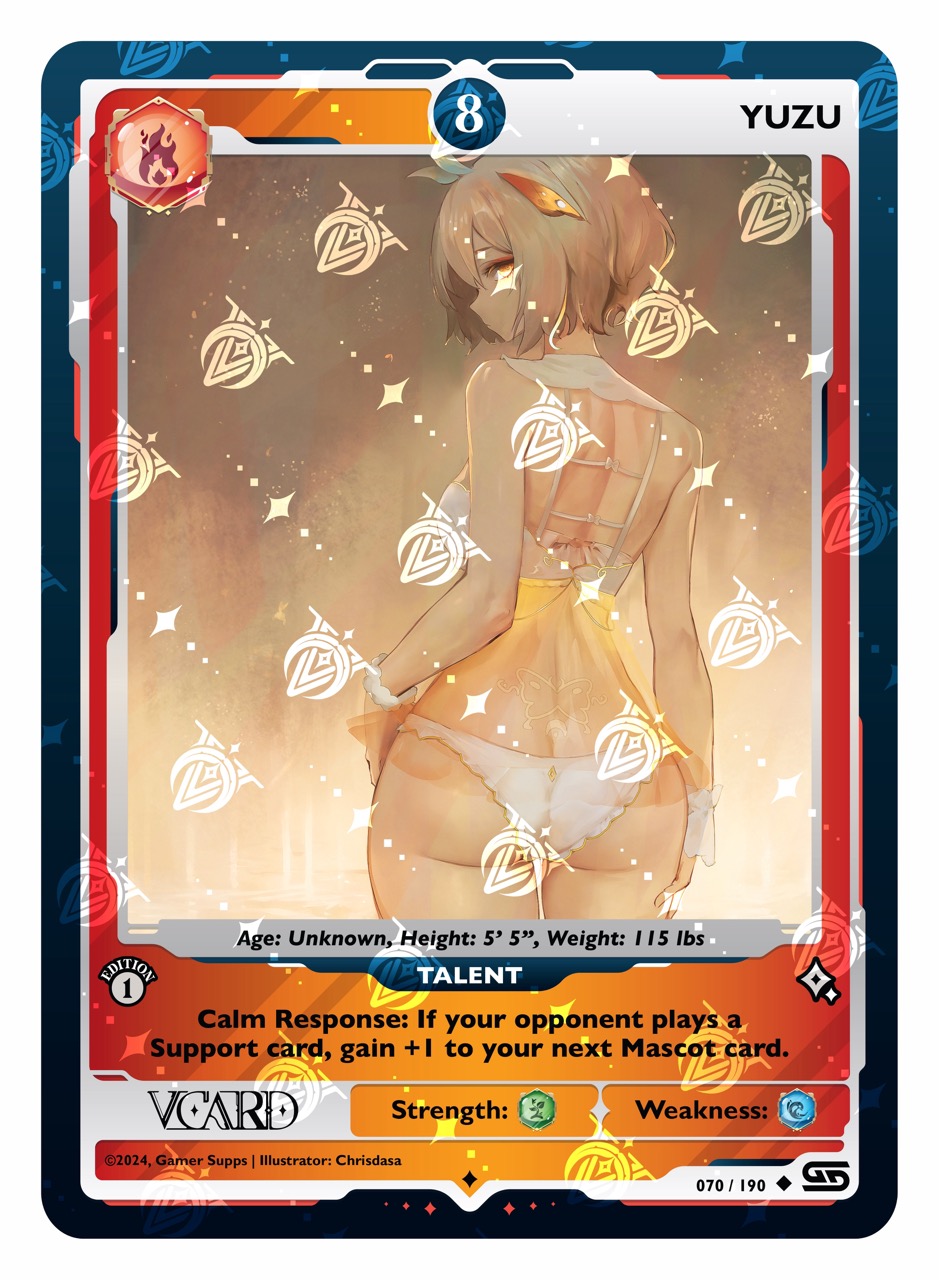 8
YUZU
Age: Unknown, Height: 5’ 5”, Weight: 115 lbs
TALENT
EDITION
1
Calm Response: If your opponent plays a
Support card, gain +1 to your next Mascot card.
VCARD
Strength:
Weakness:
©2024, Gamer Supps | Illustrator: Chrisdasa
070 / 190